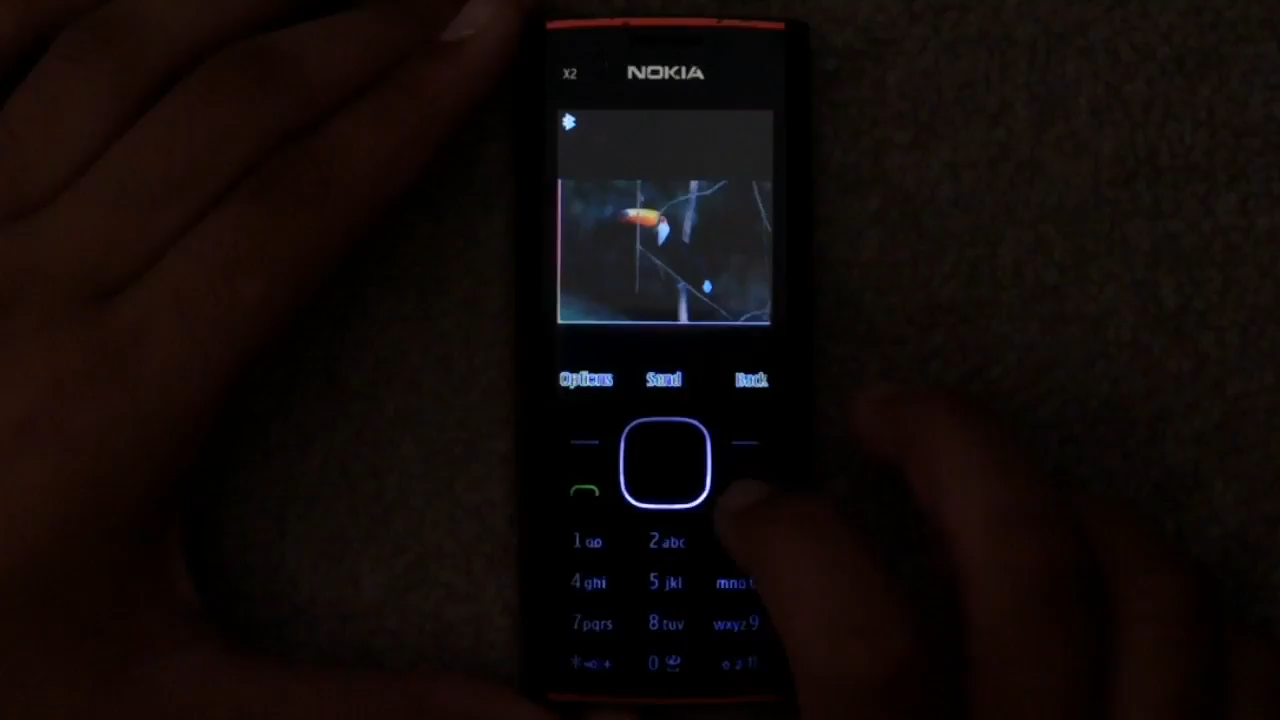 X2 NOKIA
Options Send Back
1 2 abc
4 ghi 5 jkl mno
7 pqrs 8 tuv wxyz 9
* + 0